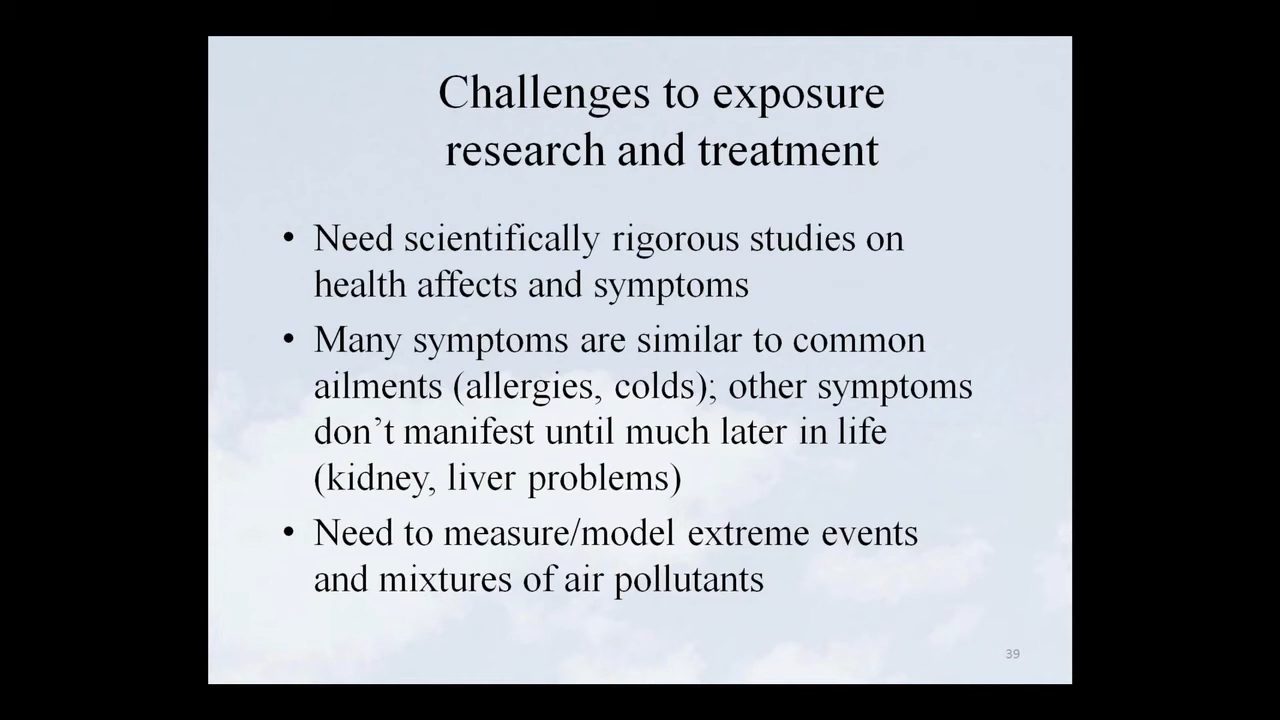 Challenges to exposure
research and treatment
• Need scientifically rigorous studies on
health affects and symptoms
• Many symptoms are similar to common
ailments (allergies, colds); other symptoms
don’t manifest until much later in life
(kidney, liver problems)
• Need to measure/model extreme events
and mixtures of air pollutants
39